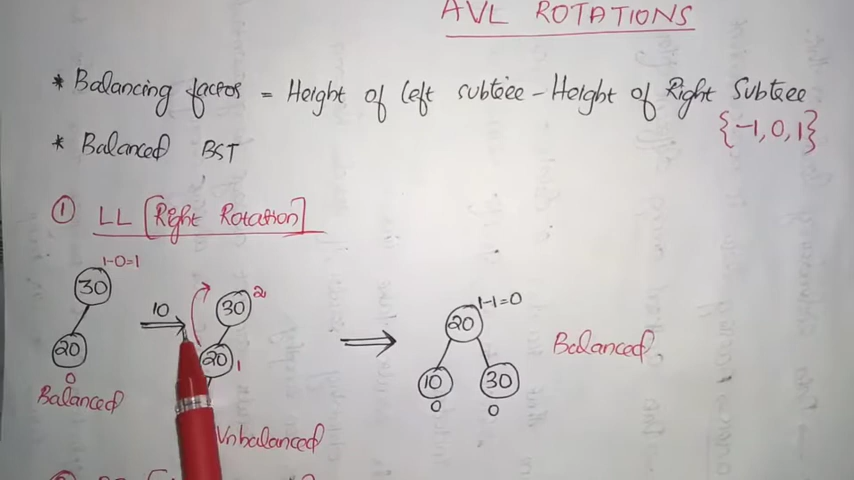 AVL ROTATIONS
* Balancing factor = Height of left subtree - Height of Right Subtree
{-1, 0, 1}
* Balanced BST
① LL [Right Rotation]
1-0=1
30
20
0
Balanced
10
30
2
20
1
Unbalanced
1-1=0
20
10
30
0
0
Balanced